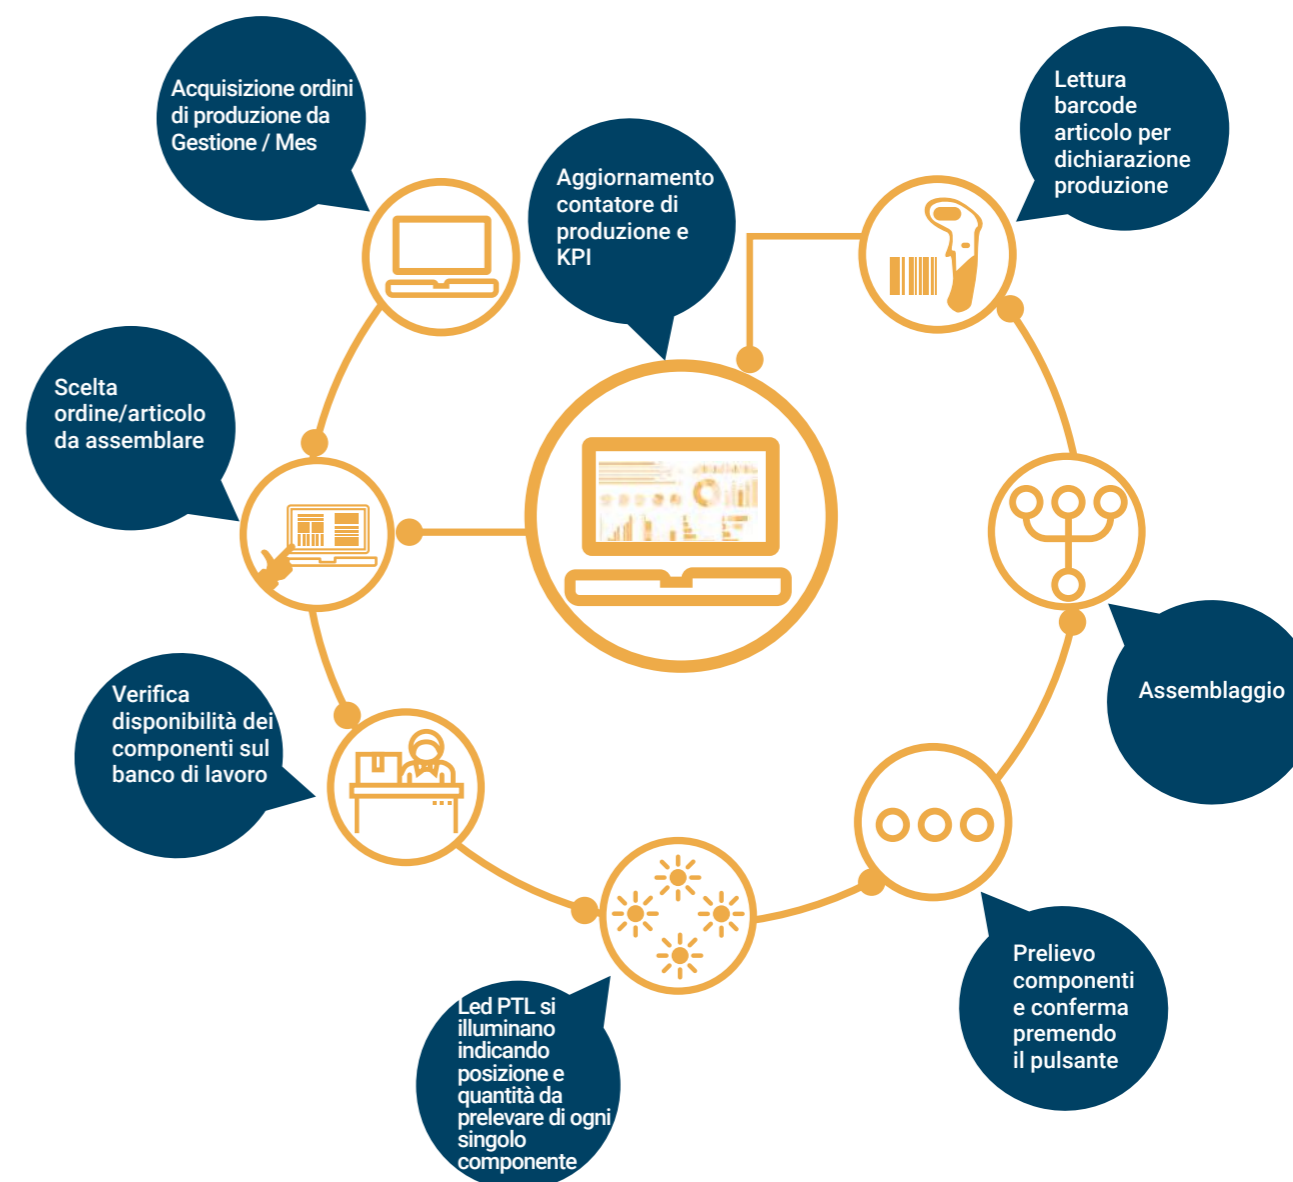 Acquisizione ordini
di produzione da
Gestione / Mes
Scelta
ordine/articolo
da assemblare
Verifica
disponibilità dei
componenti sul
banco di lavoro
Led PTL si
illuminano
indicando
posizione e
quantità da
prelevare di ogni
singolo
componente
Prelievo
componenti
e conferma
premendo
il pulsante
Assemblaggio
Lettura
barcode
articolo per
dichiarazione
produzione
Aggiornamento
contatore di
produzione e
KPI